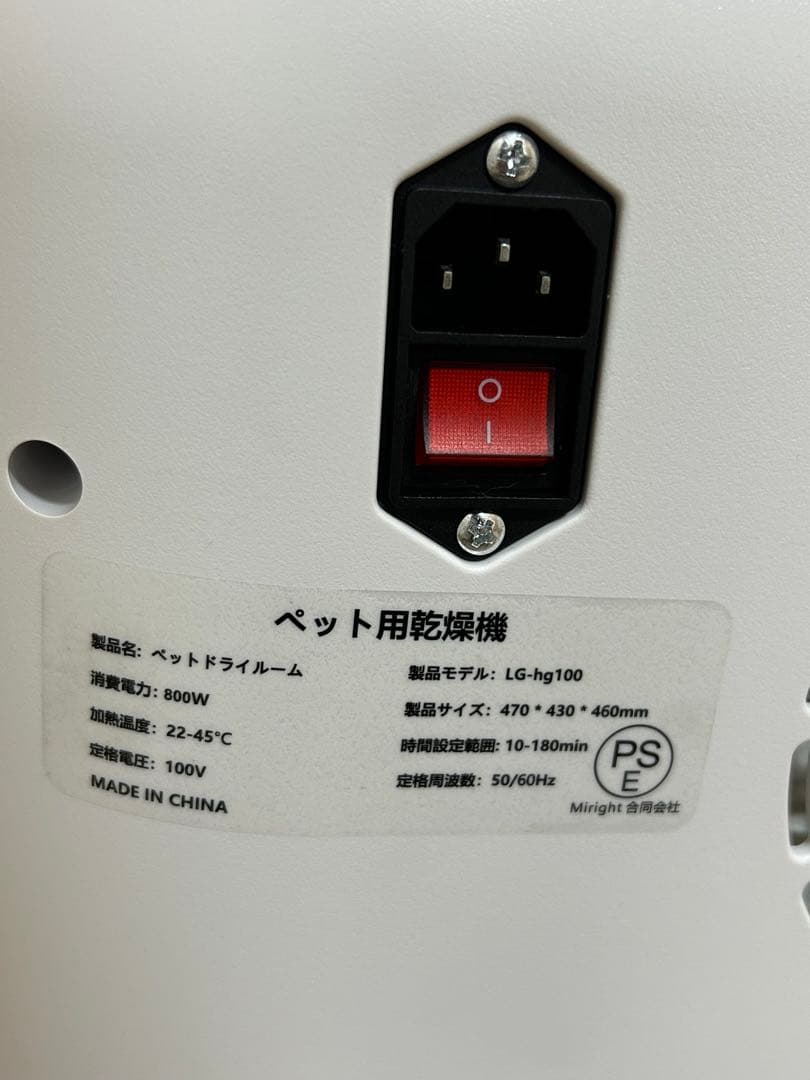 O
I
ペット用乾燥機
製品名: ペットドライルーム
消費電力: 800W
加熱温度: 22-45°C
定格電圧: 100V
MADE IN CHINA
製品モデル: LG-hg100
製品サイズ: 470 * 430 * 460mm
時間設定範囲: 10-180min
定格周波数: 50/60Hz
PS
E
Miright 合同会社